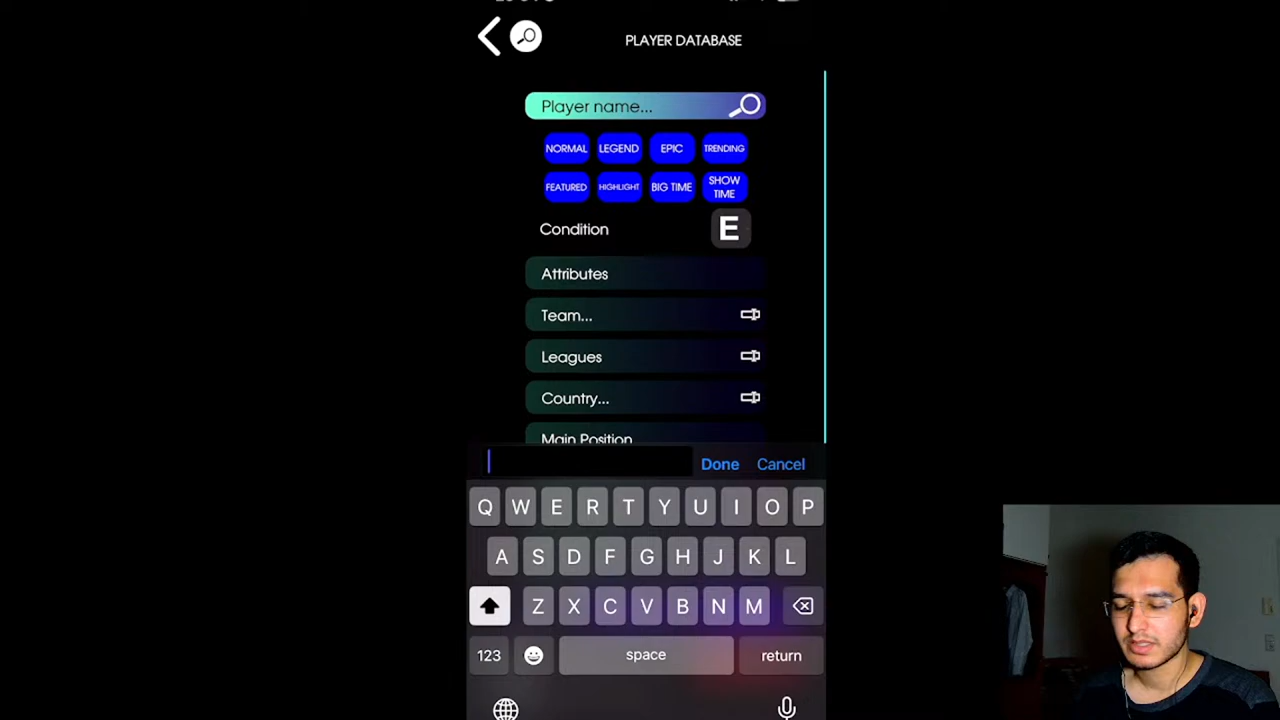 PLAYER DATABASE
Player name...
NORMAL LEGEND EPIC TRENDING
FEATURED HIGHLIGHT BIG TIME SHOW TIME
Condition E
Attributes
Team...
Leagues
Country...
Main Position
Done Cancel
Q W E R T Y U I O P
A S D F G H J K L
Z X C V B N M
123 space return